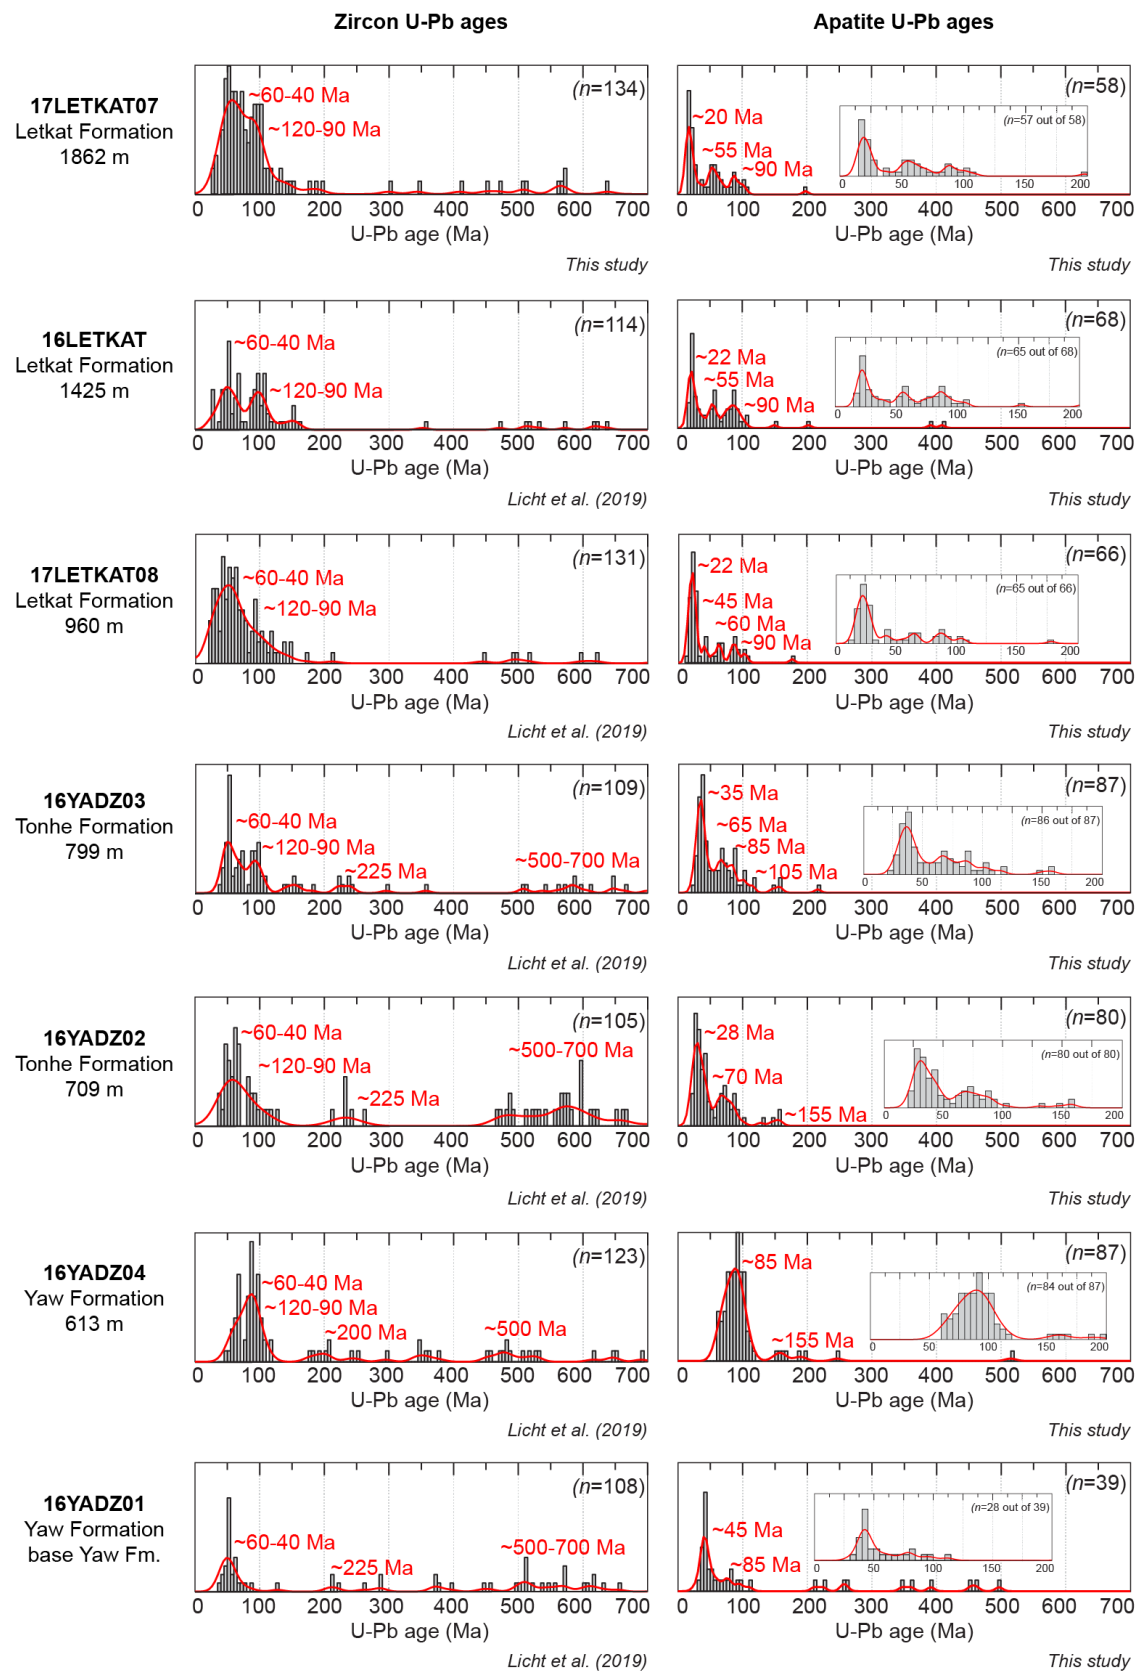 Zircon U-Pb ages
Apatite U-Pb ages
17LETKAT07
Letkat Formation
1862 m
~60-40 Ma
~120-90 Ma
(n=134)
0 100 200 300 400 500 600 700
U-Pb age (Ma)
This study
~20 Ma
~55 Ma
~90 Ma
(n=58)
(n=57 out of 58)
0 50 100 150 200
0 100 200 300 400 500 600 700
U-Pb age (Ma)
This study
16LETKAT
Letkat Formation
1425 m
~60-40 Ma
~120-90 Ma
(n=114)
0 100 200 300 400 500 600 700
U-Pb age (Ma)
Licht et al. (2019)
~22 Ma
~55 Ma
~90 Ma
(n=68)
(n=65 out of 68)
0 50 100 150 200
0 100 200 300 400 500 600 700
U-Pb age (Ma)
This study
17LETKAT08
Letkat Formation
960 m
~60-40 Ma
~120-90 Ma
(n=131)
0 100 200 300 400 500 600 700
U-Pb age (Ma)
Licht et al. (2019)
~22 Ma
~45 Ma
~60 Ma
~90 Ma
(n=66)
(n=65 out of 66)
0 50 100 150 200
0 100 200 300 400 500 600 700
U-Pb age (Ma)
This study
16YADZ03
Tonhe Formation
799 m
~60-40 Ma
~120-90 Ma
~225 Ma
~500-700 Ma
(n=109)
0 100 200 300 400 500 600 700
U-Pb age (Ma)
Licht et al. (2019)
~35 Ma
~65 Ma
~85 Ma
~105 Ma
(n=87)
(n=86 out of 87)
0 50 100 150 200
0 100 200 300 400 500 600 700
U-Pb age (Ma)
This study
16YADZ02
Tonhe Formation
709 m
~60-40 Ma
~120-90 Ma
~225 Ma
~500-700 Ma
(n=105)
0 100 200 300 400 500 600 700
U-Pb age (Ma)
Licht et al. (2019)
~28 Ma
~70 Ma
~155 Ma
(n=80)
(n=80 out of 80)
0 50 100 150 200
0 100 200 300 400 500 600 700
U-Pb age (Ma)
This study
16YADZ04
Yaw Formation
613 m
~60-40 Ma
~120-90 Ma
~200 Ma
~500 Ma
(n=123)
0 100 200 300 400 500 600 700
U-Pb age (Ma)
Licht et al. (2019)
~85 Ma
~155 Ma
(n=87)
(n=84 out of 87)
0 50 100 150 200
0 100 200 300 400 500 600 700
U-Pb age (Ma)
This study
16YADZ01
Yaw Formation
base Yaw Fm.
~60-40 Ma
~225 Ma
~500-700 Ma
(n=108)
0 100 200 300 400 500 600 700
U-Pb age (Ma)
Licht et al. (2019)
~45 Ma
~85 Ma
(n=39)
(n=28 out of 39)
0 50 100 150 200
0 100 200 300 400 500 600 700
U-Pb age (Ma)
This study